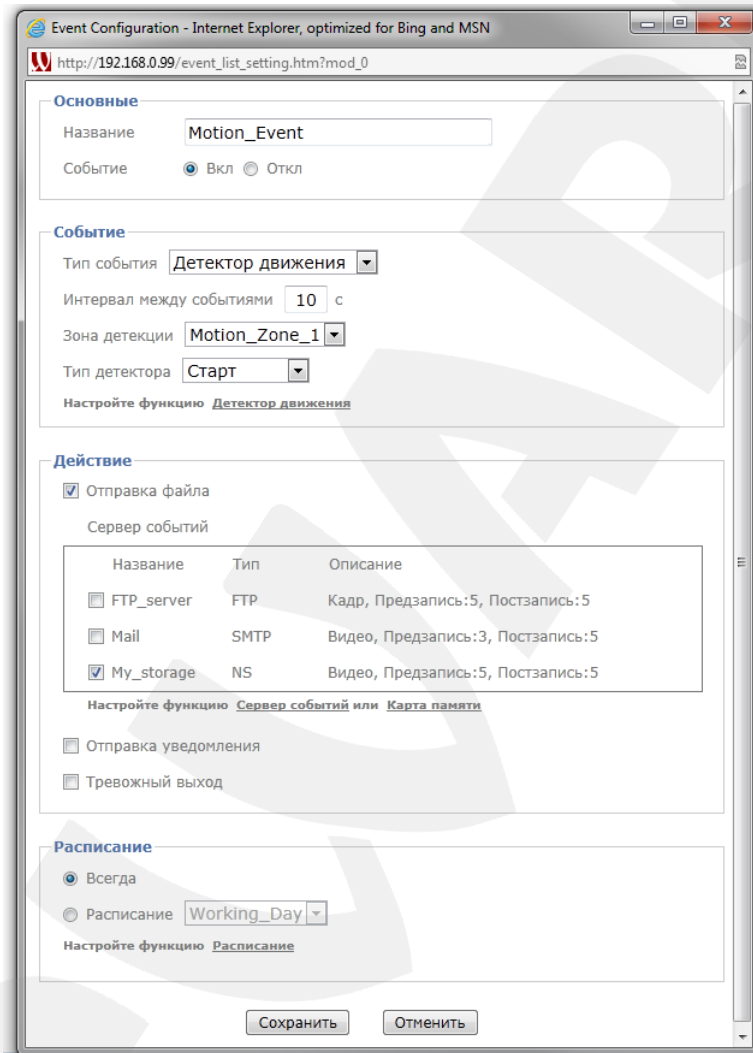 Event Configuration - Internet Explorer, optimized for Bing and MSN
http://192.168.0.99/event_list_setting.htm?mod_0
Основные
Название Motion_Event
Событие Вкл Откл
Событие
Тип события Детектор движения
Интервал между событиями 10 с
Зона детекции Motion_Zone_1
Тип детектора Старт
Настройте функцию Детектор движения
Действие
Отправка файла
Сервер событий
Название Тип Описание
FTP_server FTP Кадр, Предзапись:5, Постзапись:5
Mail SMTP Видео, Предзапись:3, Постзапись:5
My_storage NS Видео, Предзапись:5, Постзапись:5
Настройте функцию Сервер событий или Карта памяти
Отправка уведомления
Тревожный выход
Расписание
Всегда
Расписание Working_Day
Настройте функцию Расписание
Сохранить Отменить